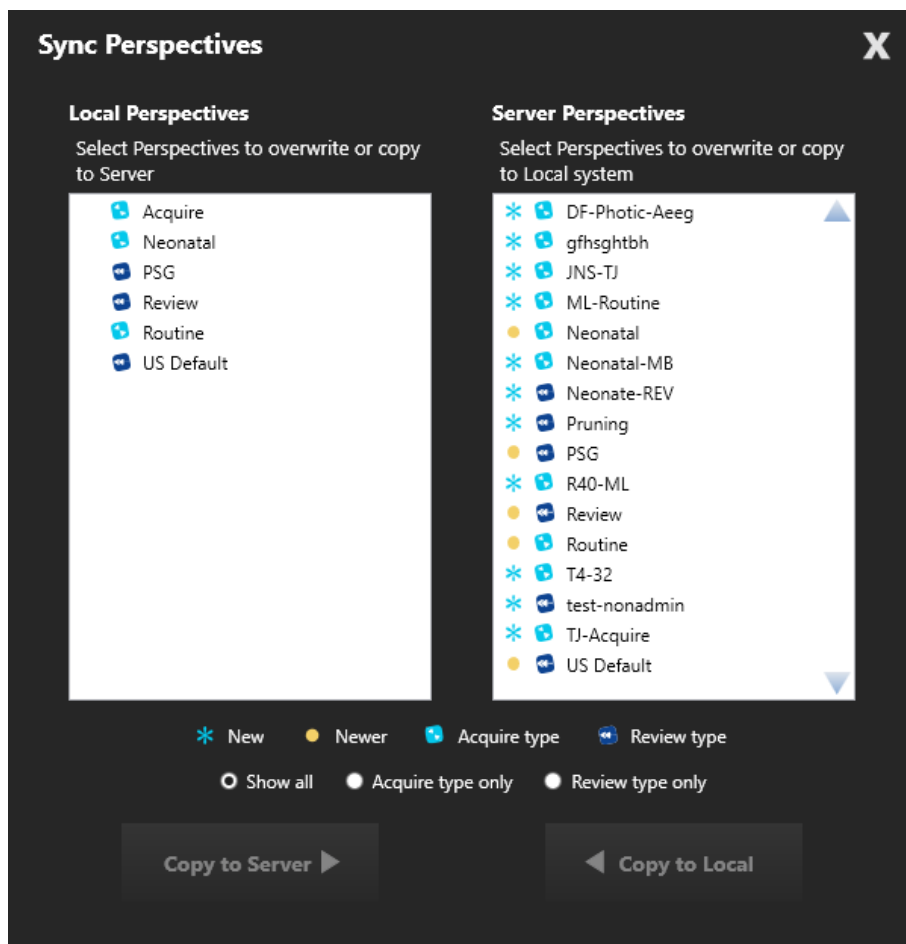 Sync Perspectives
X
Local Perspectives
Select Perspectives to overwrite or copy
to Server
Acquire
Neonatal
PSG
Review
Routine
US Default
Server Perspectives
Select Perspectives to overwrite or copy
to Local system
DF-Photic-Aeeg
gfhsghtbh
JNS-TJ
ML-Routine
Neonatal
Neonatal-MB
Neonate-REV
Pruning
PSG
R40-ML
Review
Routine
T4-32
test-nonadmin
TJ-Acquire
US Default
New Newer Acquire type Review type
Show all Acquire type only Review type only
Copy to Server
Copy to Local